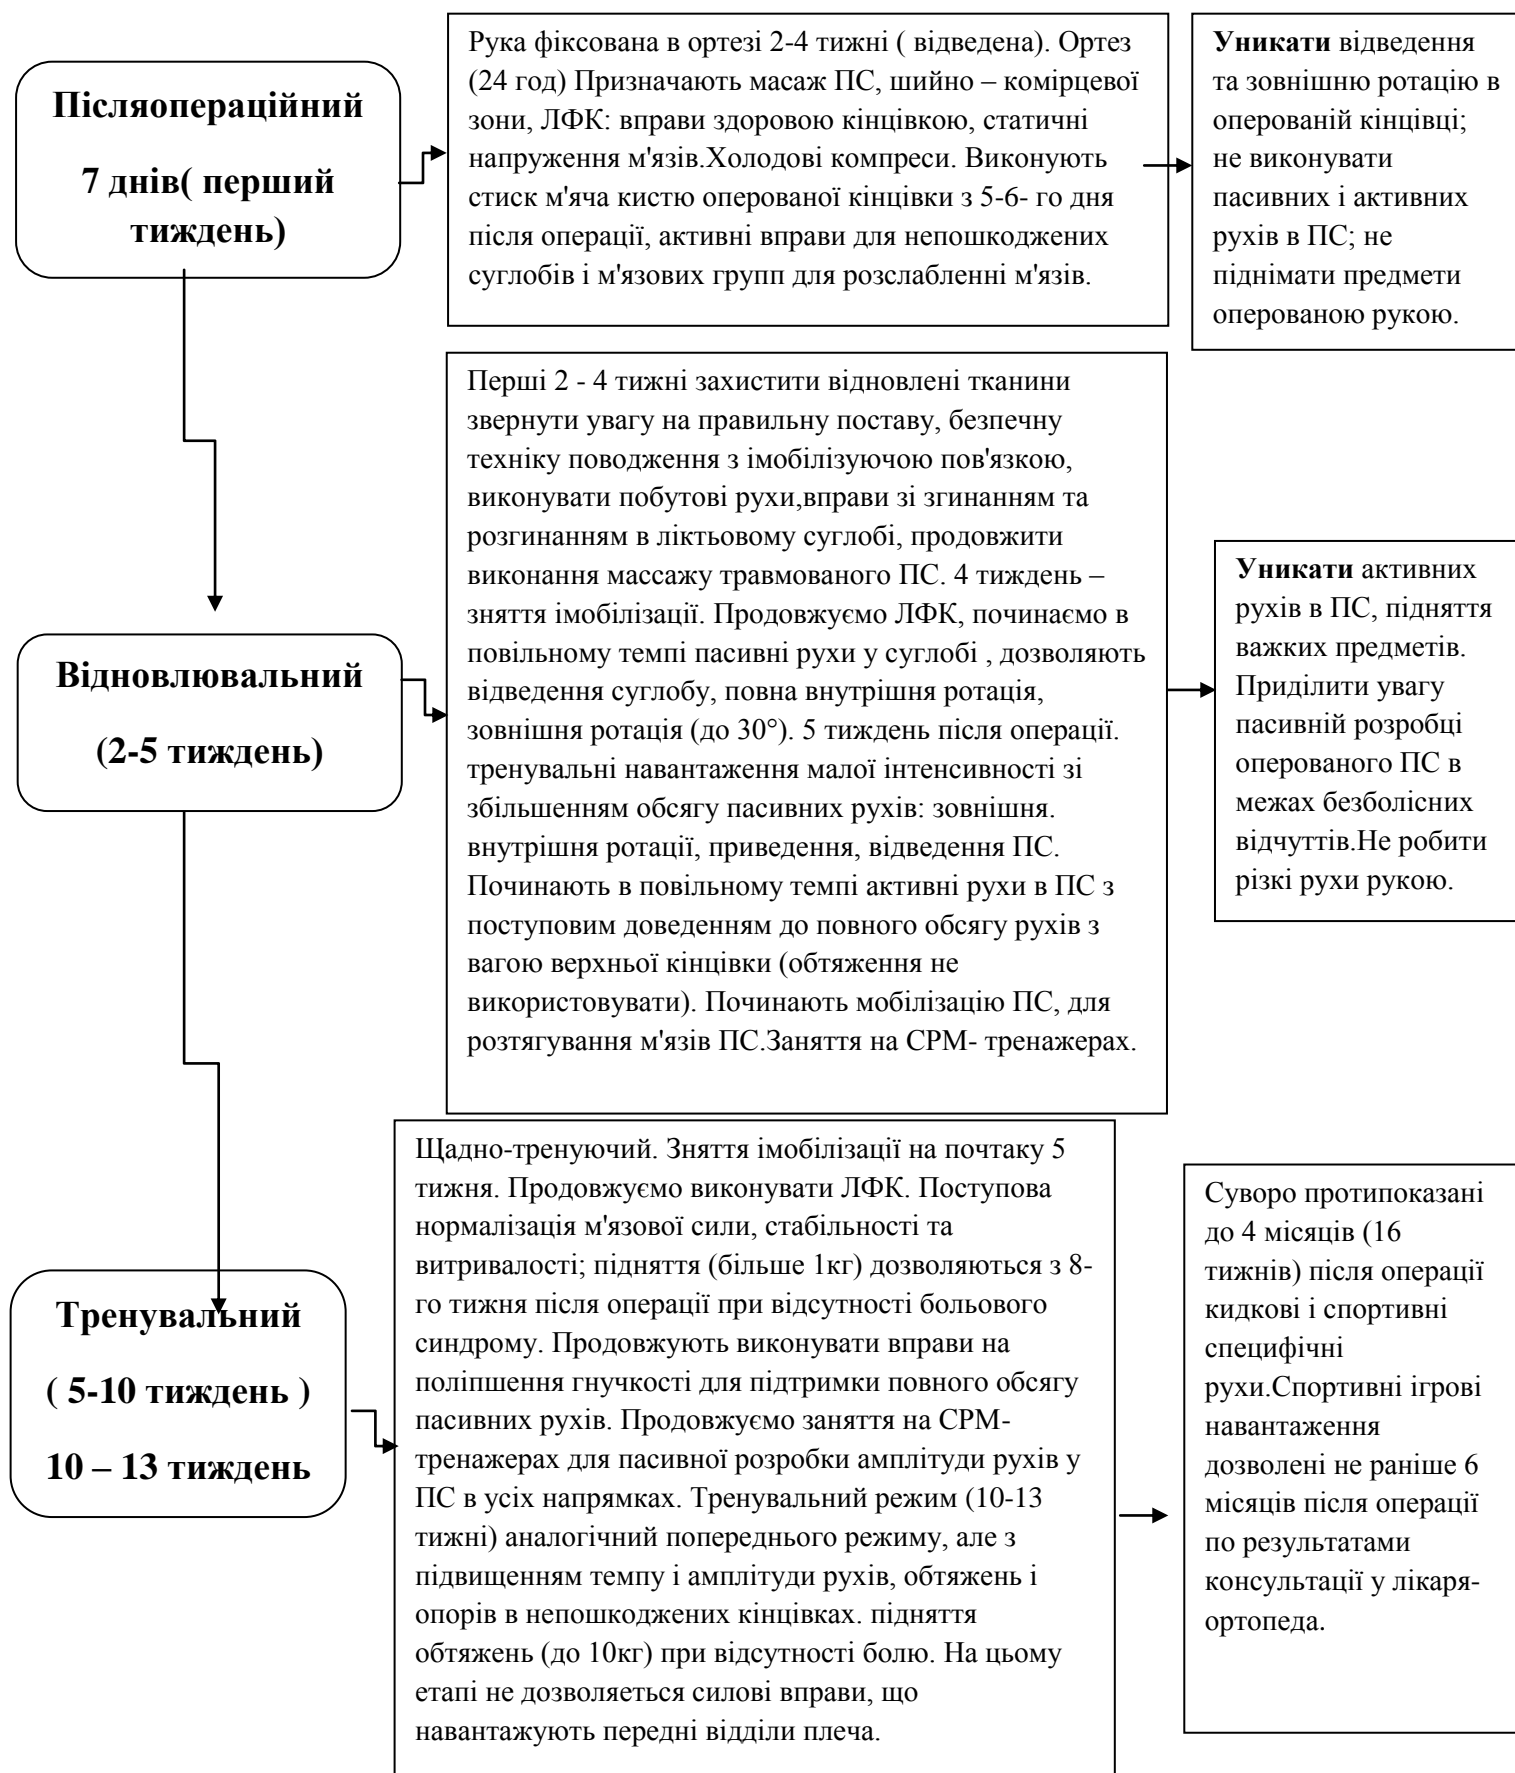 Післяопераційний
7 днів( перший
тиждень)
Рука фіксована в ортезі 2-4 тижні ( відведена). Ортез
(24 год) Призначають масаж ПС, шийно – комірцевої
зони, ЛФК: вправи здоровою кінцівкою, статичні
напруження м'язів.Холодові компреси. Виконують
стиск м'яча кистю оперованої кінцівки з 5-6- го дня
після операції, активні вправи для непошкоджених
суглобів і м'язових групп для розслабленні м'язів.
Уникати відведення
та зовнішню ротацію в
оперованій кінцівці;
не виконувати
пасивних і активних
рухів в ПС; не
піднімати предмети
оперованою рукою.
Відновлювальний
(2-5 тиждень)
Перші 2 - 4 тижні захистити відновлені тканини
звернути увагу на правильну поставу, безпечну
техніку поводження з імобілізуючою пов'язкою,
виконувати побутові рухи,вправи зі згинанням та
розгинанням в ліктьовому суглобі, продовжити
виконання массажу травмованого ПС. 4 тиждень –
зняття імобілізації. Продовжуємо ЛФК, починаємо в
повільному темпі пасивні рухи у суглобі , дозволяють
відведення суглобу, повна внутрішня ротація,
зовнішня ротація (до 30°). 5 тиждень після операції.
тренувальні навантаження малої інтенсивності зі
збільшенням обсягу пасивних рухів: зовнішня.
внутрішня ротації, приведення, відведення ПС.
Починають в повільному темпі активні рухи в ПС з
поступовим доведенням до повного обсягу рухів з
вагою верхньої кінцівки (обтяження не
використовувати). Починають мобілізацію ПС, для
розтягування м'язів ПС.Заняття на СРМ- тренажерах.
Уникати активних
рухів в ПС, підняття
важких предметів.
Приділити увагу
пасивній розробці
оперованого ПС в
межах безболісних
відчуттів.Не робити
різкі рухи рукою.
Тренувальний
( 5-10 тиждень )
10 – 13 тиждень
Щадно-тренуючий. Зняття імобілізації на почтаку 5
тижня. Продовжуємо виконувати ЛФК. Поступова
нормалізація м'язової сили, стабільності та
витривалості; підняття (більше 1кг) дозволяються з 8-
го тижня після операції при відсутності больового
синдрому. Продовжують виконувати вправи на
поліпшення гнучкості для підтримки повного обсягу
пасивних рухів. Продовжуємо заняття на СРМ-
тренажерах для пасивної розробки амплітуди рухів у
ПС в усіх напрямках. Тренувальний режим (10-13
тижні) аналогічний попереднього режиму, але з
підвищенням темпу і амплітуди рухів, обтяжень і
опорів в непошкоджених кінцівках. підняття
обтяжень (до 10кг) при відсутності болю. На цьому
етапі не дозволяеться силові вправи, що
навантажують передні відділи плеча.
Суворо протипоказані
до 4 місяців (16
тижнів) після операції
кидкові і спортивні
специфічні
рухи.Спортивні ігрові
навантаження
дозволені не раніше 6
місяців після операції
по результатами
консультації у лікаря-
ортопеда.